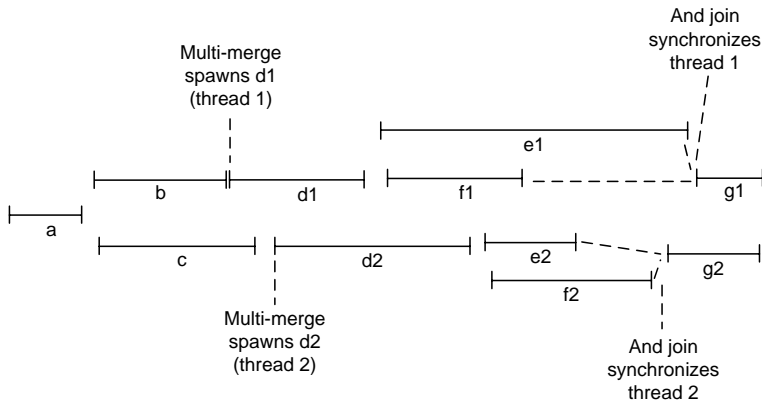 And join
synchronizes
thread 1
Multi-merge
spawns d1
(thread 1)
e1
b
d1
f1
g1
a
c
d2
e2
g2
f2
Multi-merge
spawns d2
(thread 2)
And join
synchronizes
thread 2